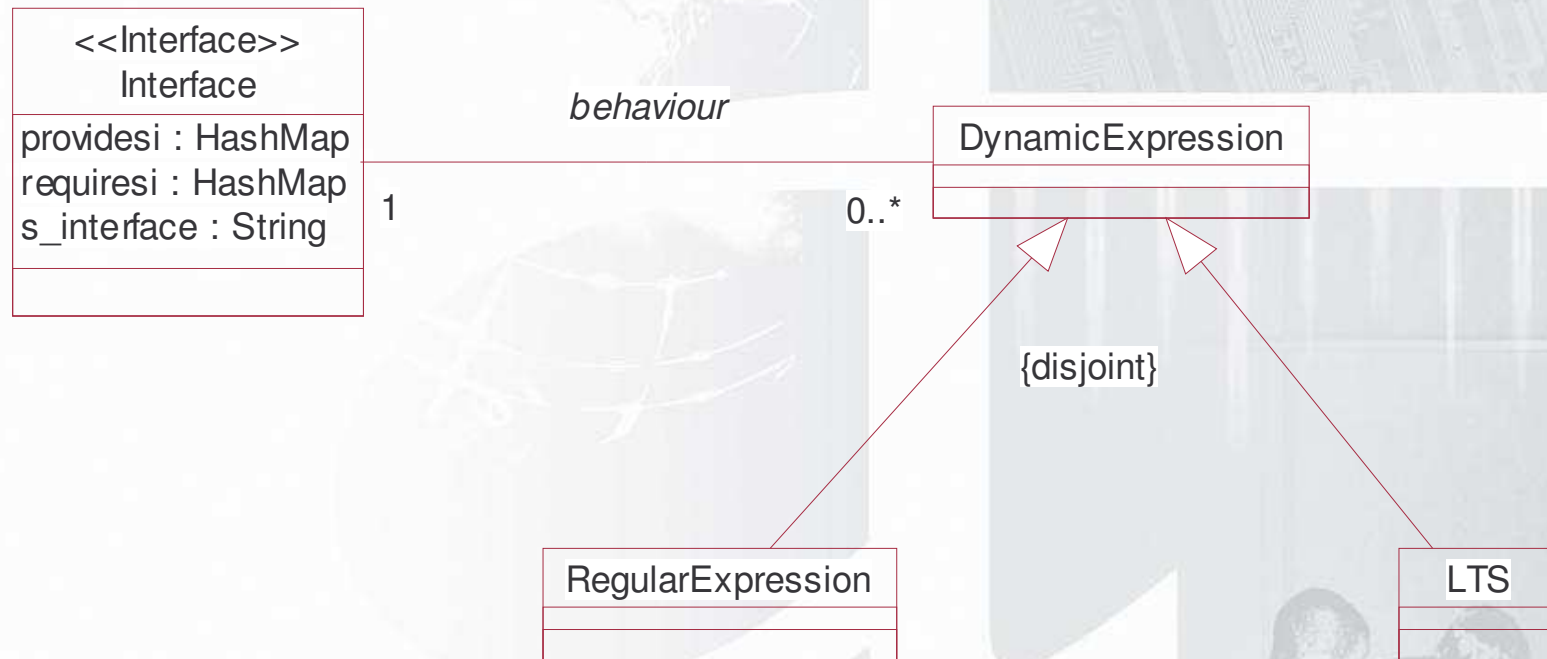 <<Interface>>
Interface
providesi : HashMap
requiresi : HashMap
s_interface : String
behaviour
1
0..*
DynamicExpression
{disjoint}
RegularExpression
LTS